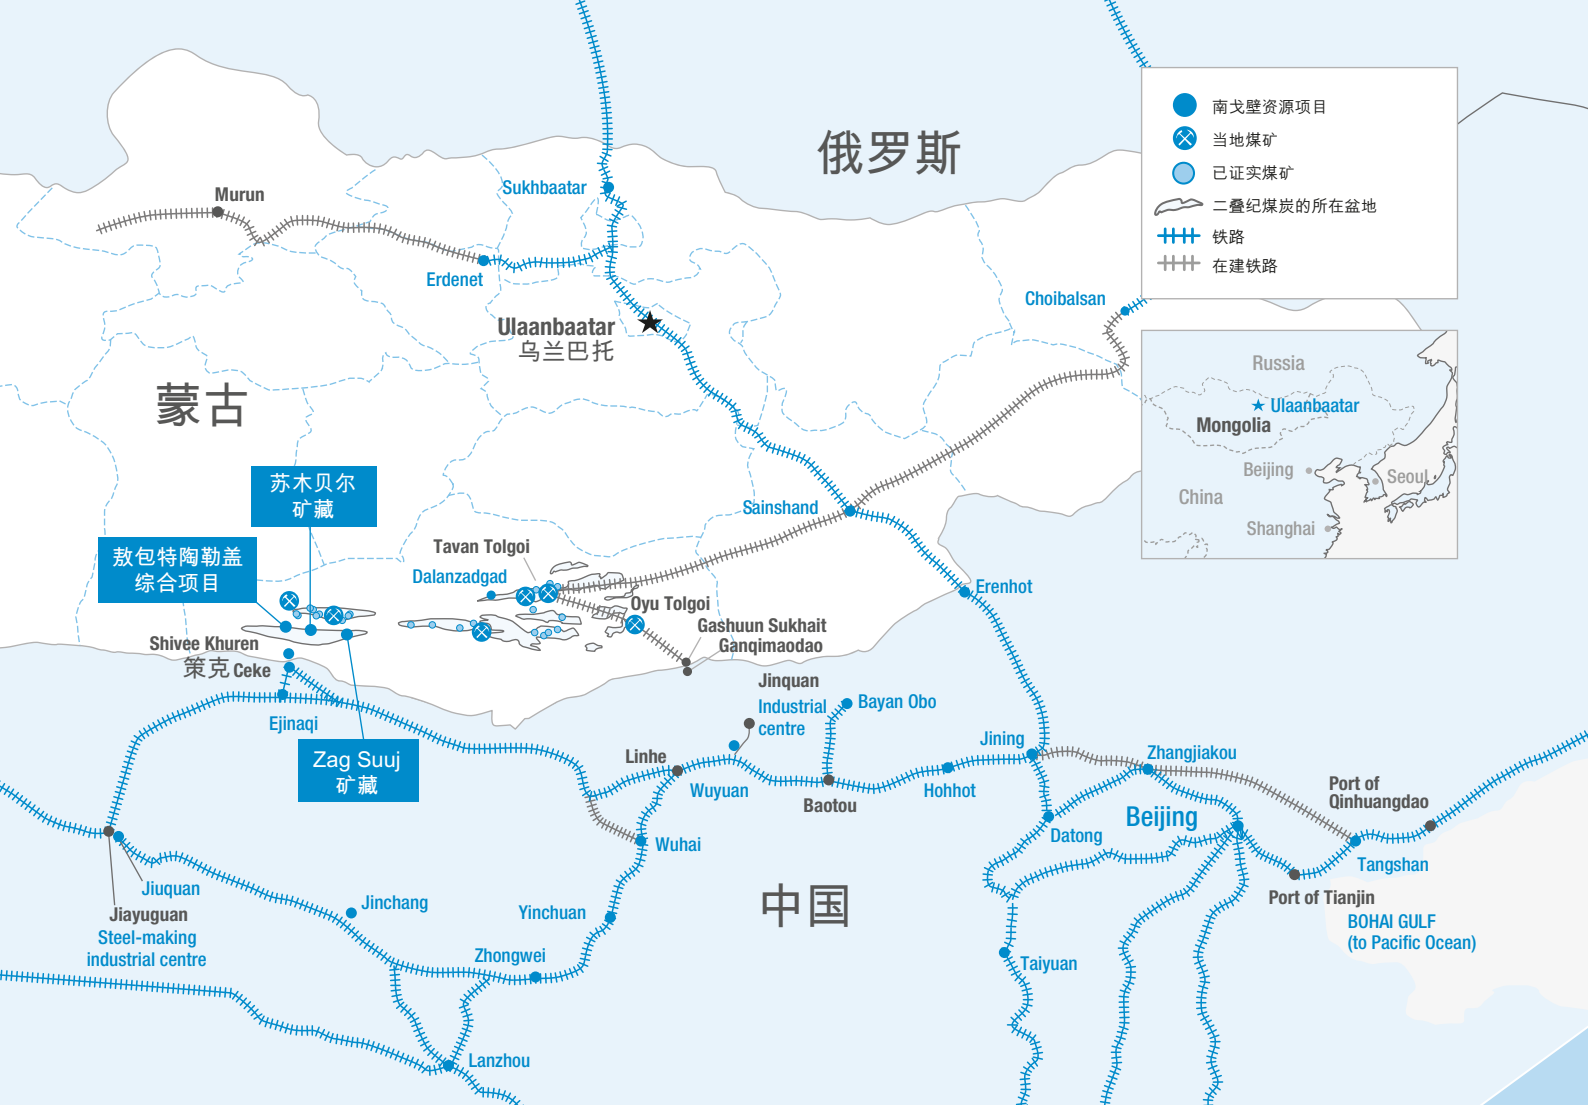 俄罗斯
南戈壁资源项目
当地煤矿
已证实煤矿
二叠纪煤炭的所在盆地
铁路
在建铁路
Murun
Sukhbaatar
Erdenet
Choibalsan
Ulaanbaatar
乌兰巴托
蒙古
Russia
Ulaanbaatar
Mongolia
Beijing
Seoul
China
Shanghai
苏木贝尔
矿藏
敖包特陶勒盖
综合项目
Sainshand
Tavan Tolgoi
Dalanzadgad
Erenhot
Oyu Tolgoi
Gashuun Sukhait
Ganqimaodao
Shivee Khuren
策克 Ceke
Ejinaqi
Zag Suuj
矿藏
Jinquan
Industrial
centre
Bayan Obo
Linhe
Wuyuan
Baotou
Hohhot
Jining
Zhangjiakou
Port of
Qinhuangdao
Beijing
Datong
Tangshan
Wuhai
Port of Tianjin
BOHAI GULF
(to Pacific Ocean)
中国
Jiuquan
Jiayuguan
Steel-making
industrial centre
Jinchang
Yinchuan
Zhongwei
Taiyuan
Lanzhou